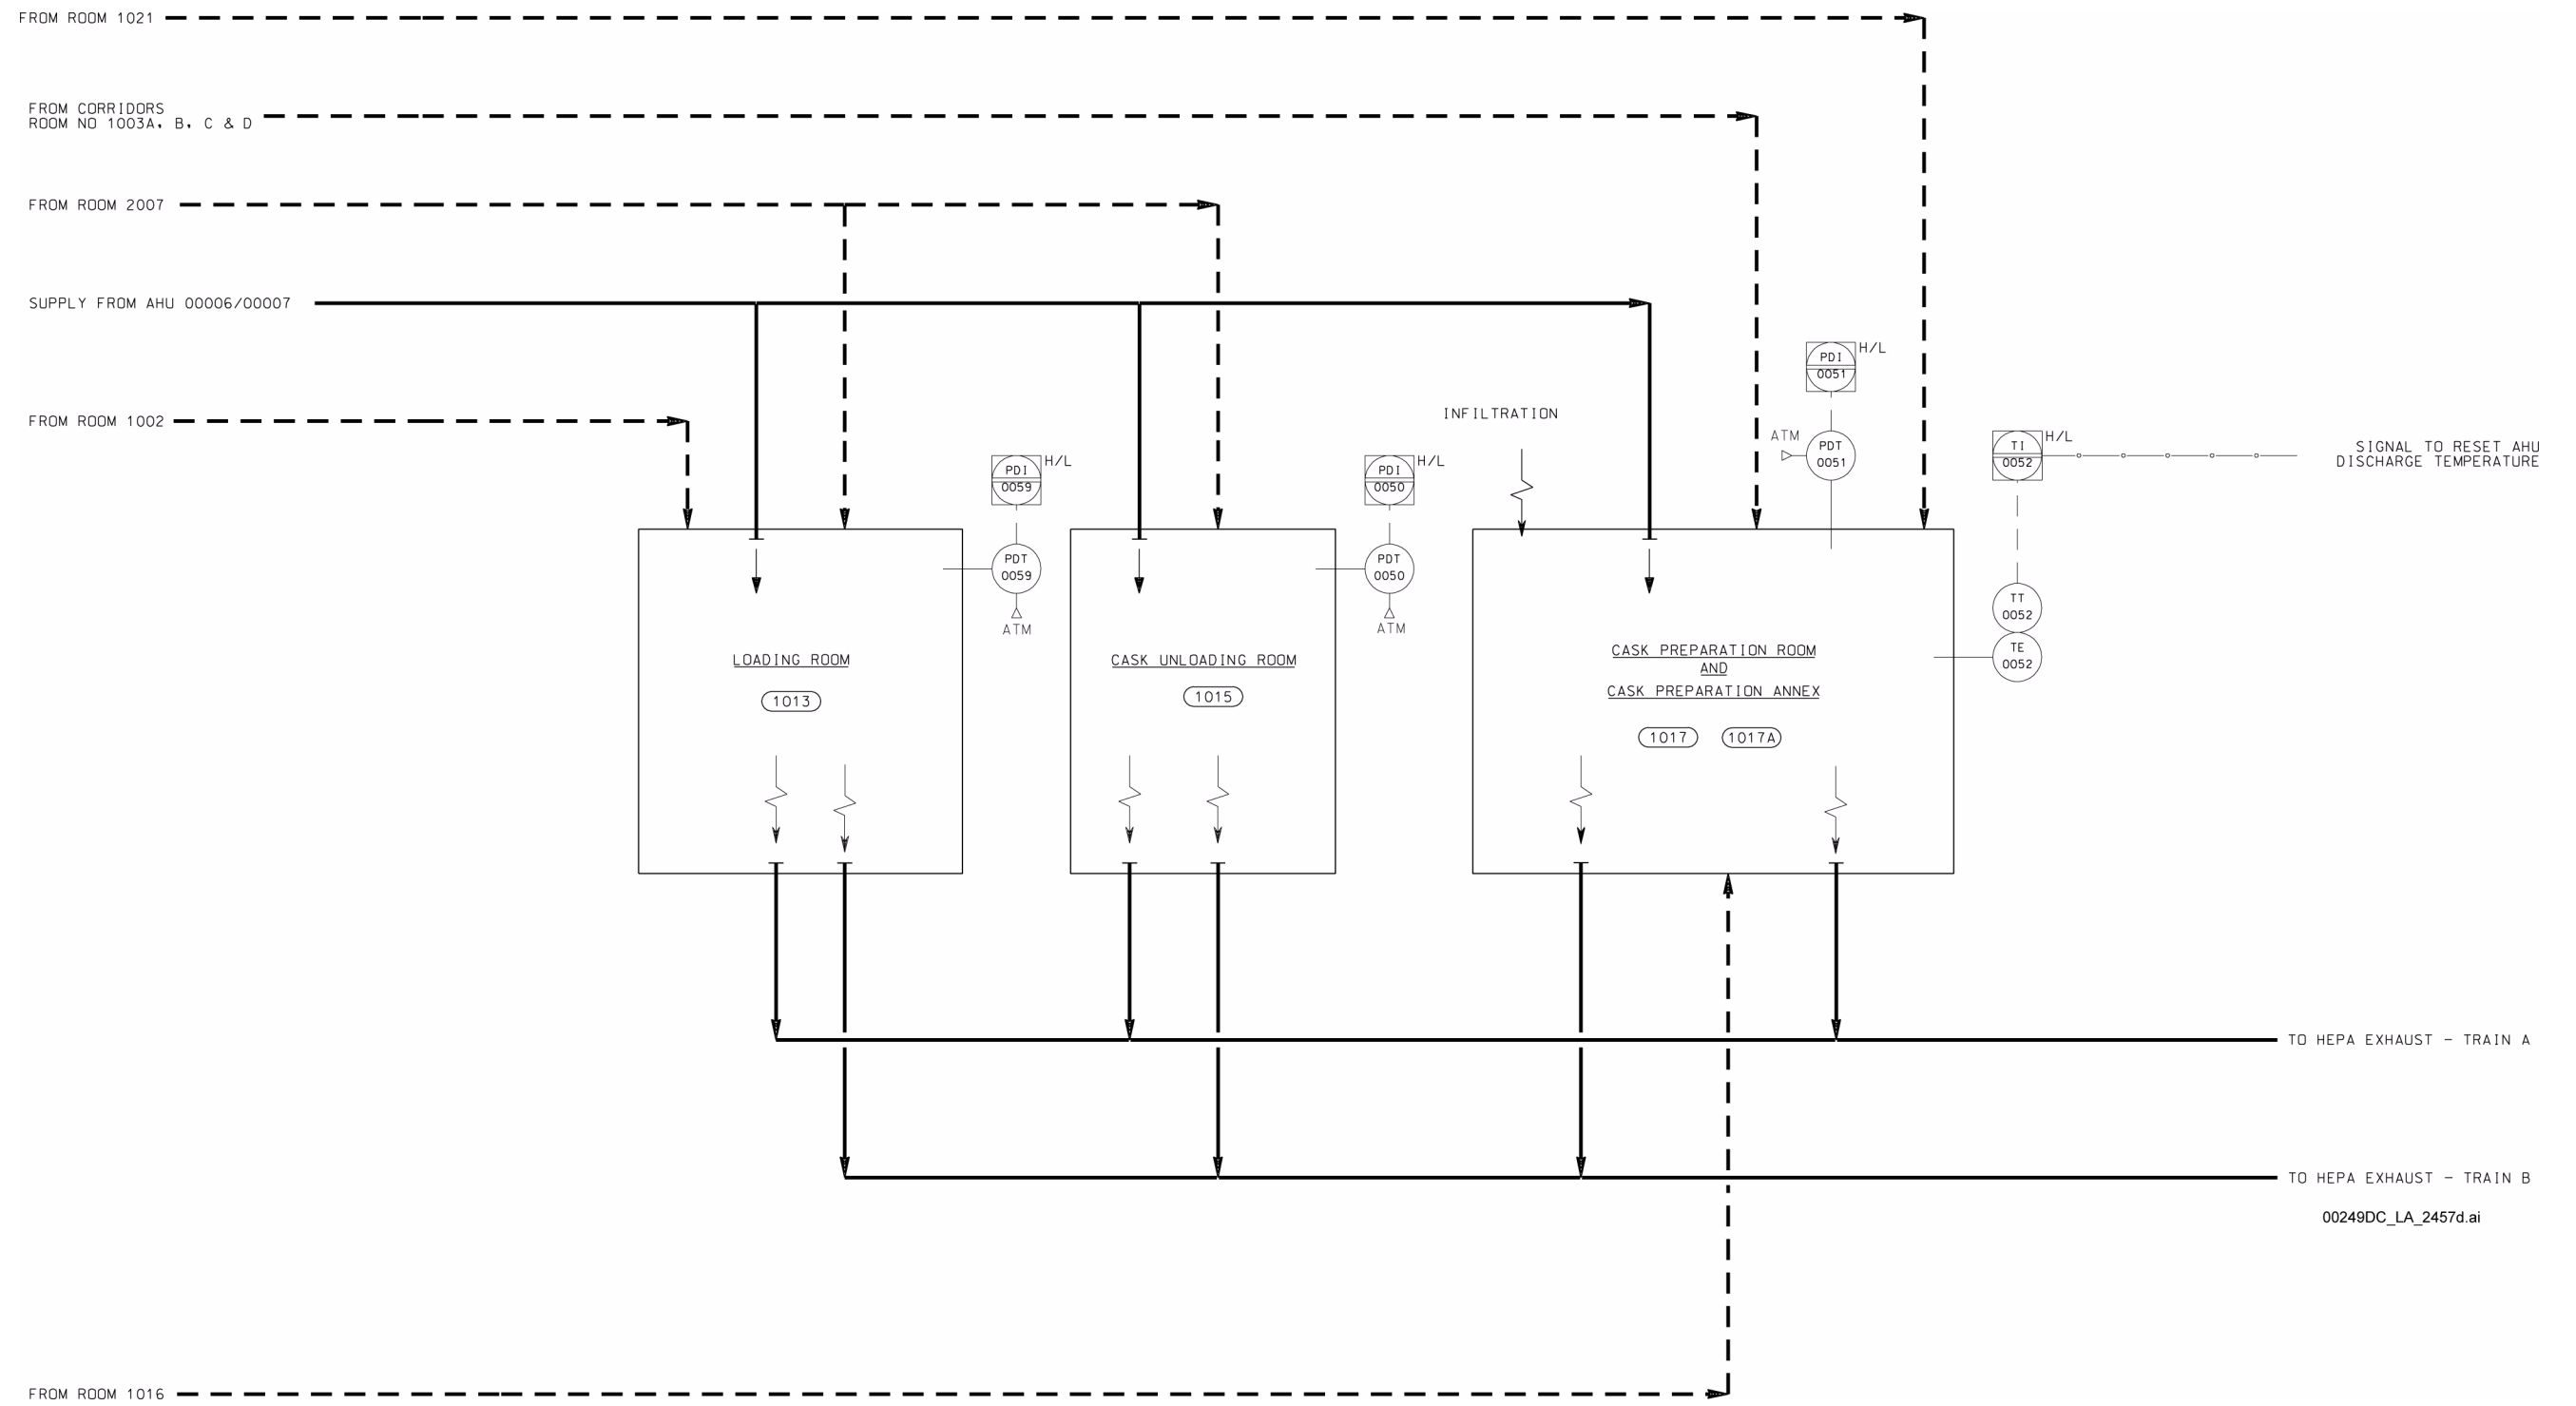 FROM ROOM 1021
FROM CORRIDORS
ROOM NO 1003A, B, C & D
FROM ROOM 2007
SUPPLY FROM AHU 00006/00007
FROM ROOM 1002
INFILTRATION
PDI
0051
H/L
ATM
PDT
0051
TI
0052
H/L
SIGNAL TO RESET AHU
DISCHARGE TEMPERATURE
PDI
0059
H/L
PDI
0050
H/L
PDT
0059
ATM
PDT
0050
ATM
TT
0052
TE
0052
LOADING ROOM
1013
CASK UNLOADING ROOM
1015
CASK PREPARATION ROOM
AND
CASK PREPARATION ANNEX
1017
1017A
TO HEPA EXHAUST - TRAIN A
TO HEPA EXHAUST - TRAIN B
00249DC_LA_2457d.ai
FROM ROOM 1016